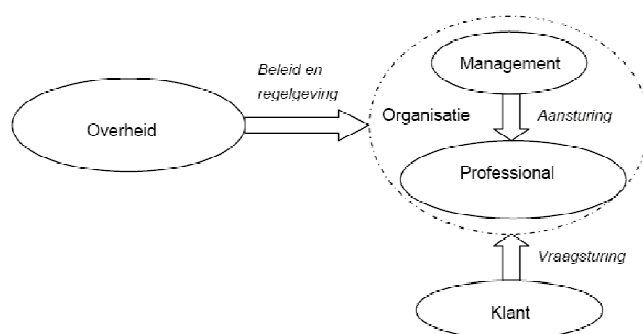 Management
Beleid en
regelgeving
Organisatie
Aansturing
Overheid
Professional
Vraagsturing
Klant